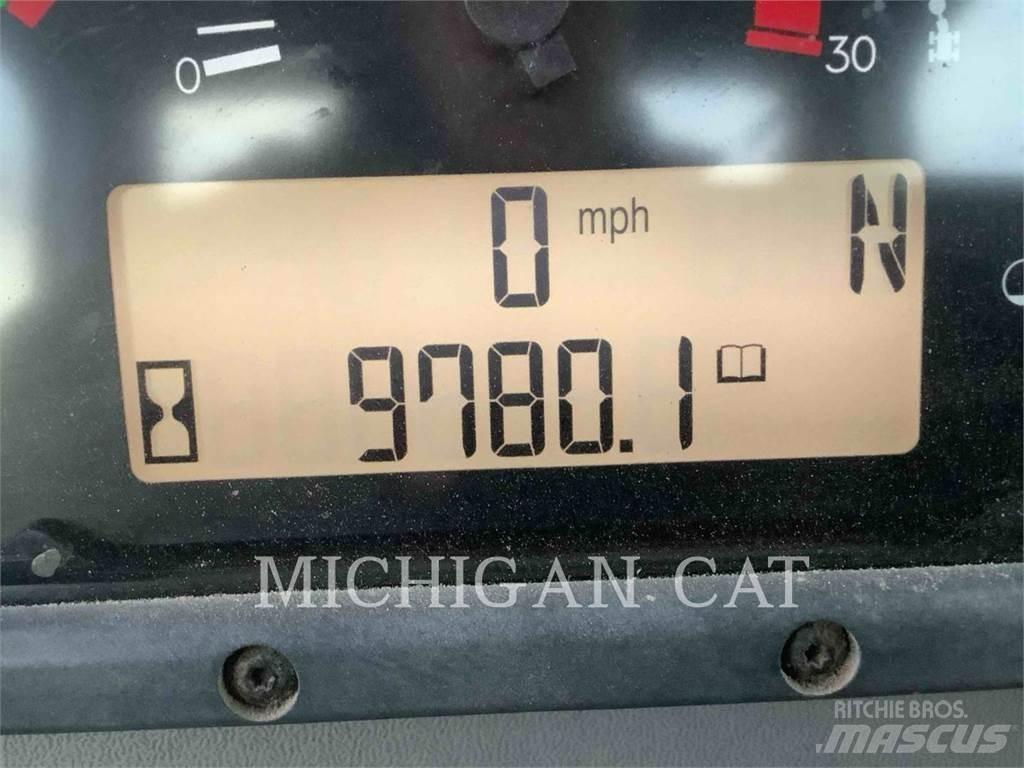 0
30
0 mph N
9780.1
MICHIGAN CAT
RITCHIE BROS.
MASCUS